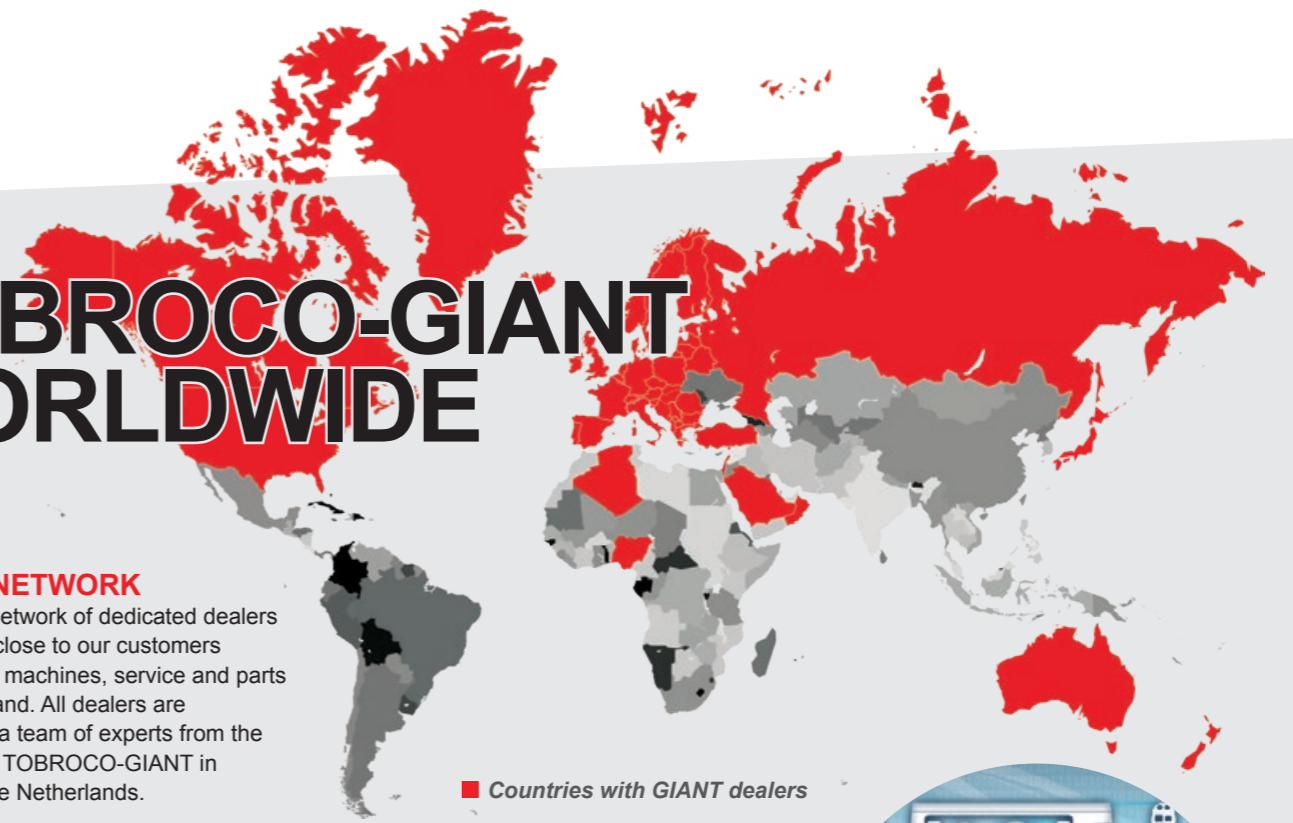 BROCO-GIANT
ORLDWIDE
NETWORK
etwork of dedicated dealers
close to our customers
machines, service and parts
and. All dealers are
a team of experts from the
TOBROCO-GIANT in
e Netherlands.
Countries with GIANT dealers